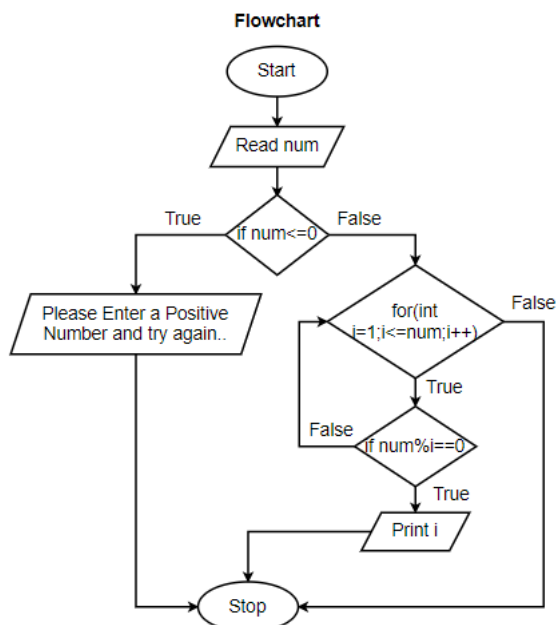 Flowchart
Start
Read num
if num<=0
True
False
Please Enter a Positive
Number and try again..
for(int
i=1;i<=num;i++)
False
True
if num%i==0
False
True
Print i
Stop